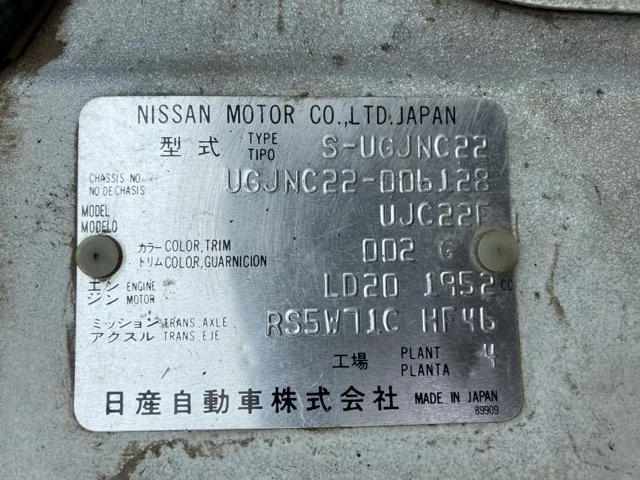 NISSAN MOTOR CO.,LTD.JAPAN
型式 TYPE TIPO S-UGJNC22
CHASSIS NO. NO DE CHASIS UGJNC22-006128
MODEL MODELO UJC22F
カラー COLOR,TRIM トリム COLOR,GUARNICION 002 G
エンジン ENGINE MOTOR LD20 1952 CC
ミッション TRANS. AXLE アクスル TRANS. EJE RS5W71C HF46
工場 PLANT PLANTA 4
日産自動車株式会社 MADE IN JAPAN
89909